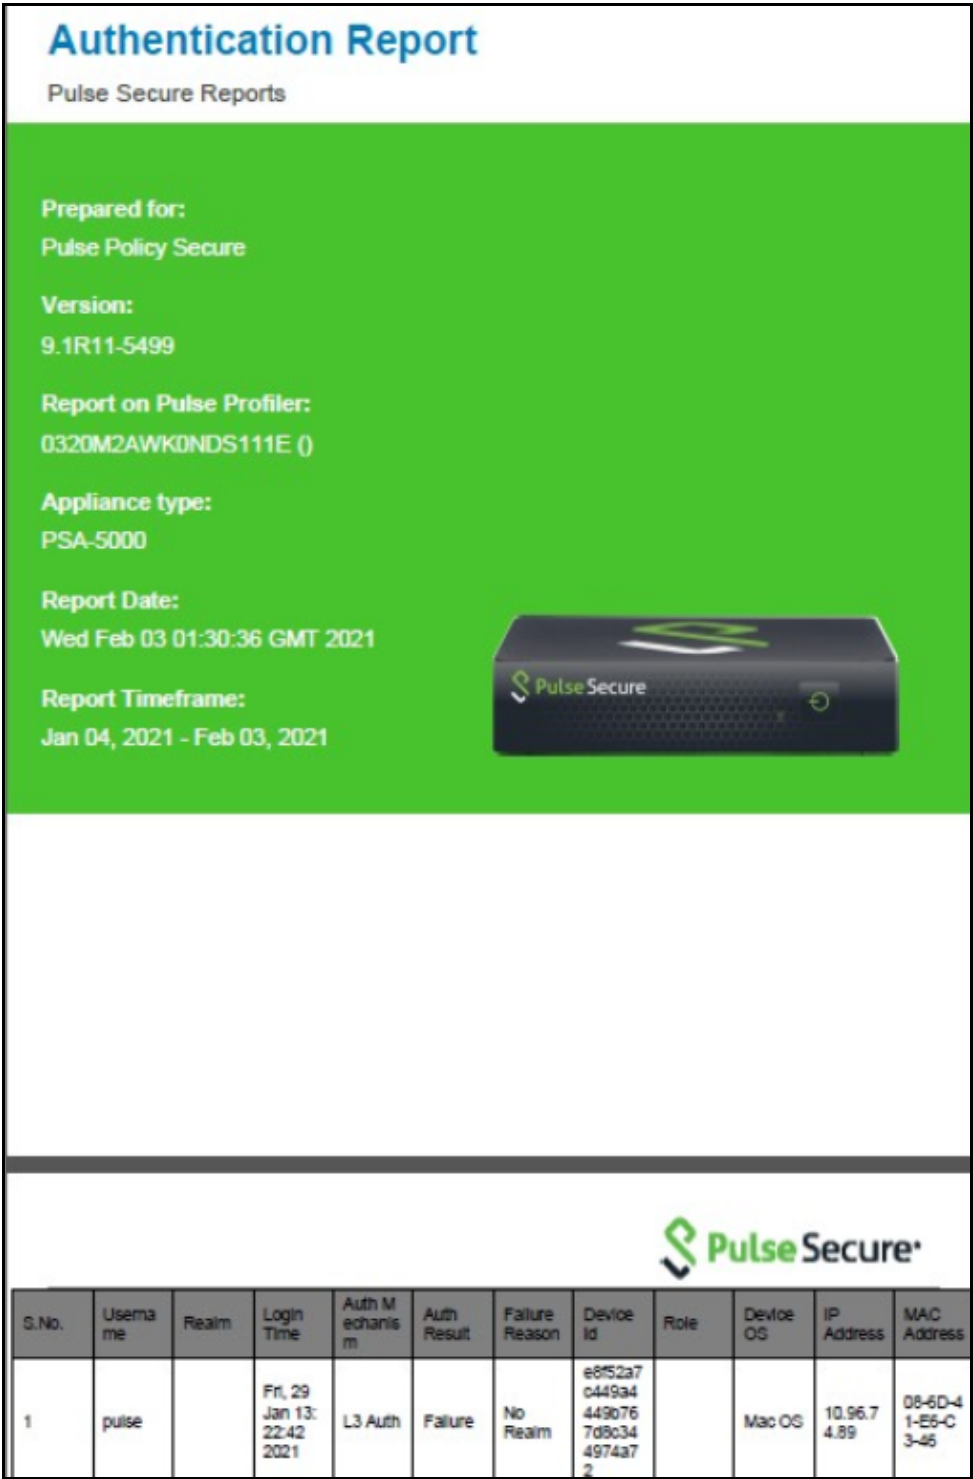 Authentication Report
Pulse Secure Reports
Prepared for:
Pulse Policy Secure
Version:
9.1R11-5499
Report on Pulse Profiler:
0320M2AWK0NDS111E ()
Appliance type:
PSA-5000
Report Date:
Wed Feb 03 01:30:36 GMT 2021
Report Timeframe:
Jan 04, 2021 - Feb 03, 2021
Pulse Secure
Pulse Secure
S.No.
Userna
me
Realm
Login
Time
Auth M
echanis
m
Auth
Result
Failure
Reason
Device
Id
Role
Device
OS
IP
Address
MAC
Address
1
pulse
Fri, 29
Jan 13:
22:42
2021
L3 Auth
Failure
No
Realm
e8f52a7
c449a4
449b76
7d8c34
4974a7
2
Mac OS
10.96.7
4.89
08-6D-4
1-E6-C
3-46